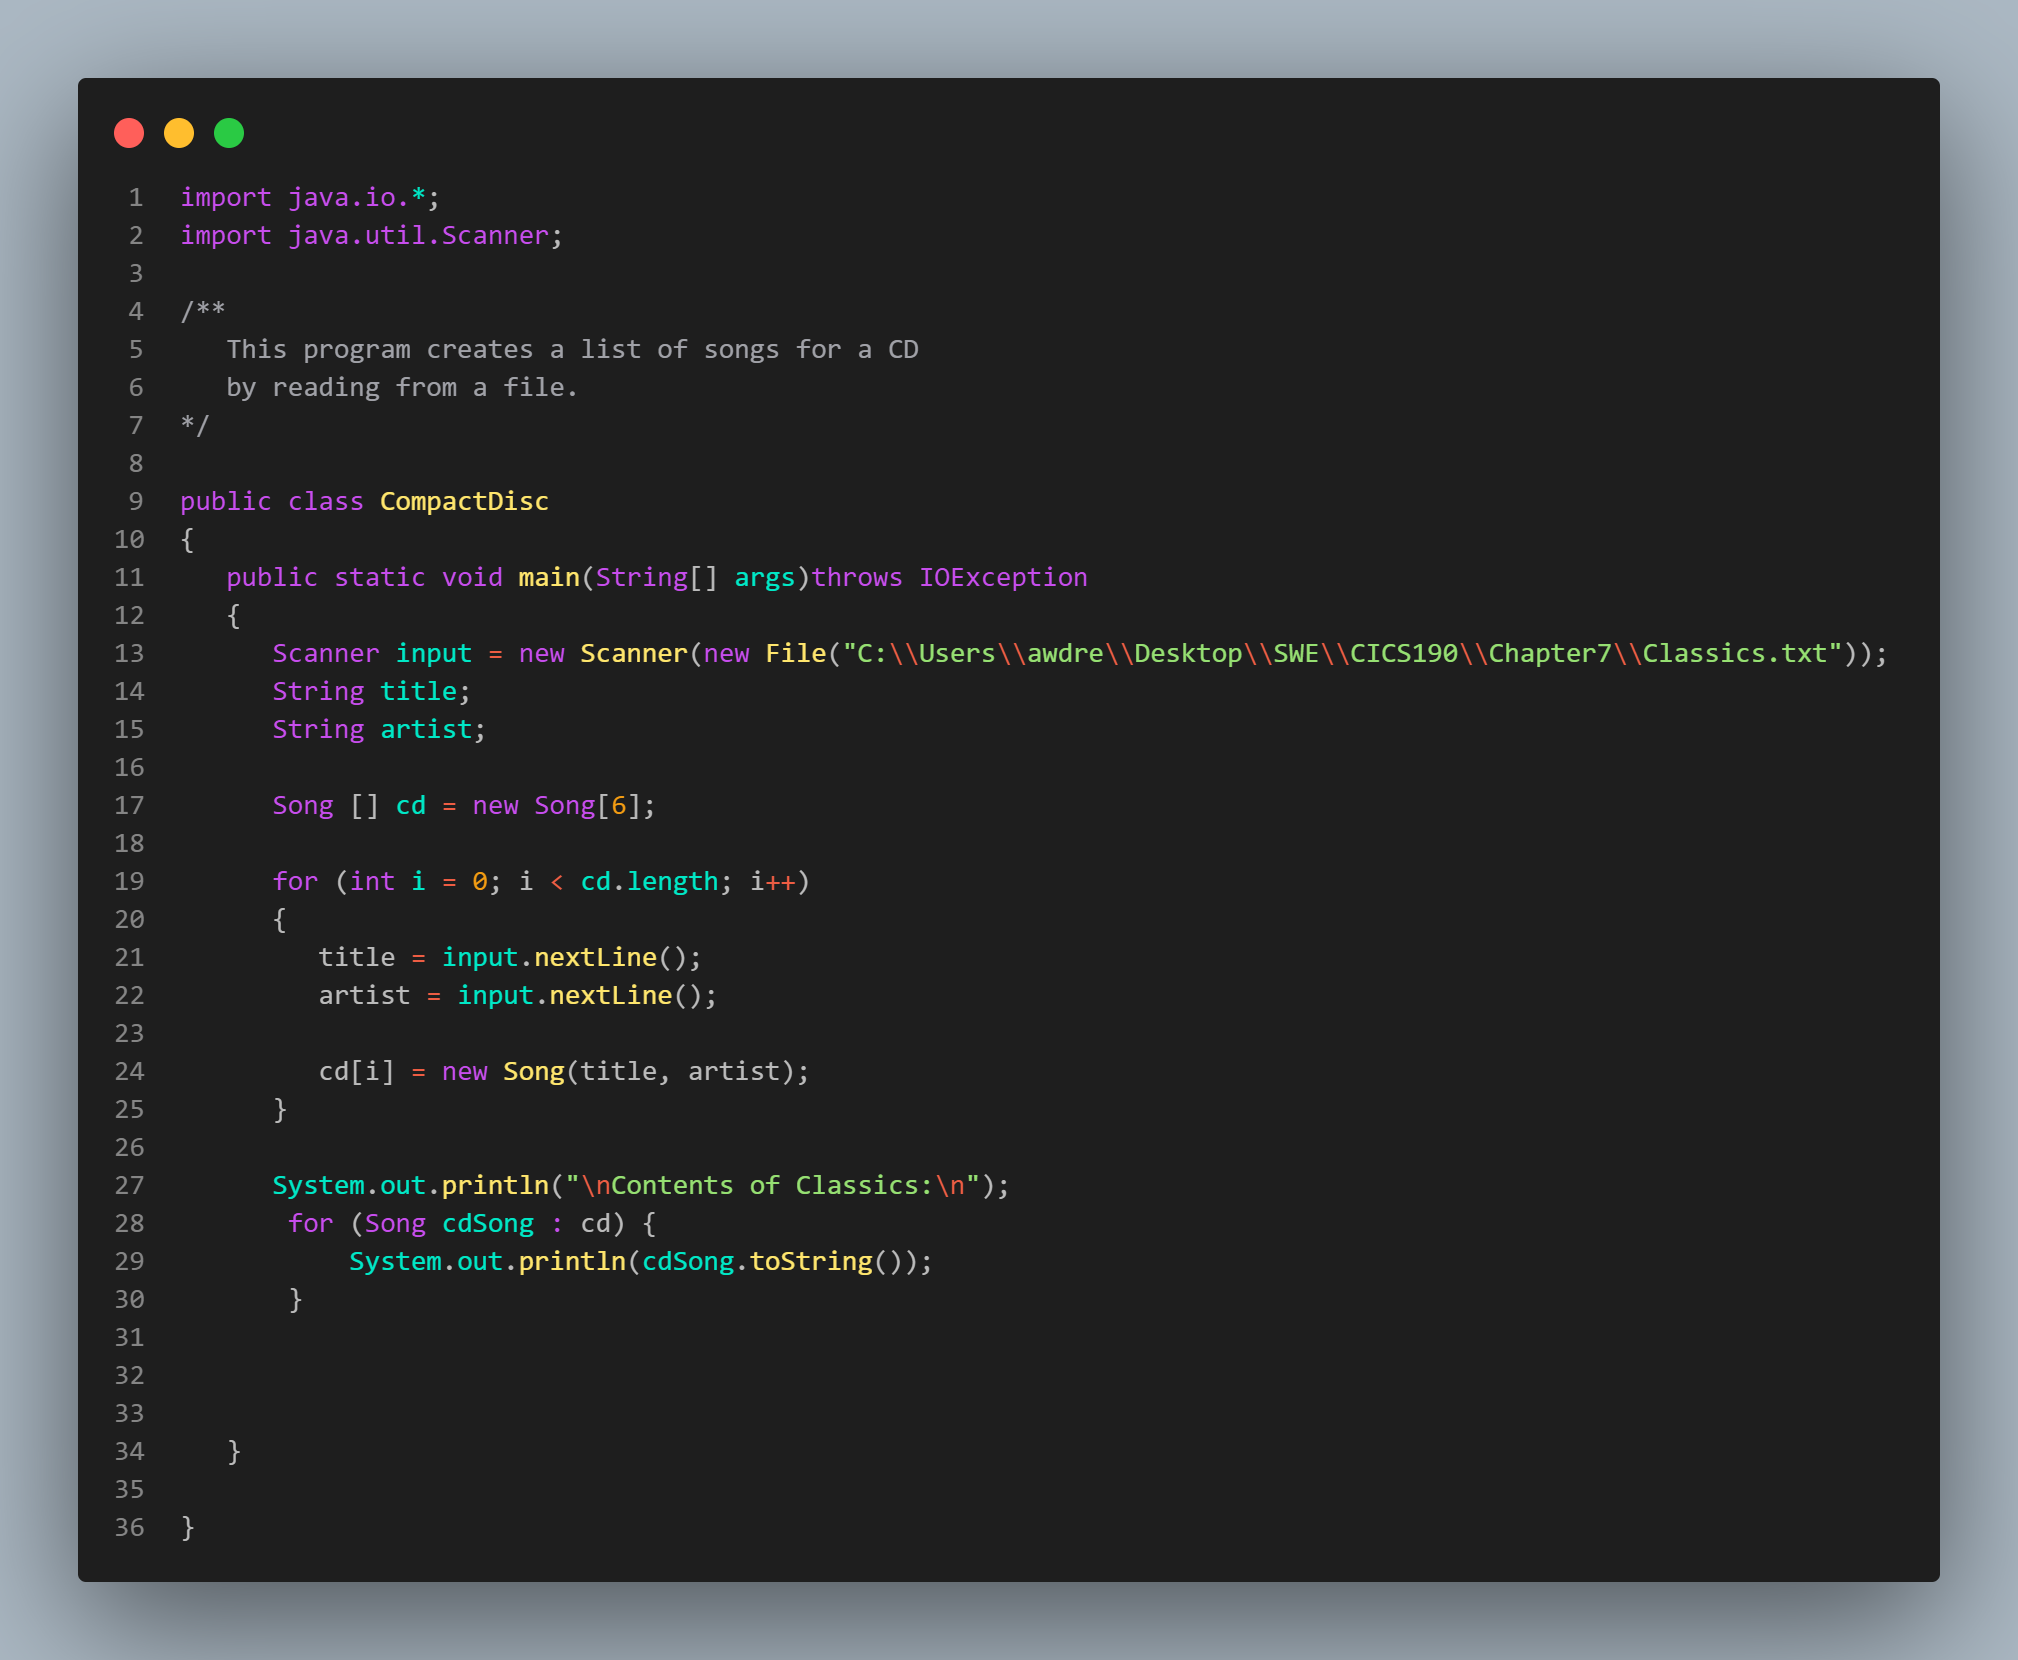 1 import java.io.*;
2 import java.util.Scanner;
3
4 /**
5    This program creates a list of songs for a CD
6    by reading from a file.
7 */
8
9 public class CompactDisc
10 {
11    public static void main(String[] args)throws IOException
12    {
13       Scanner input = new Scanner(new File("C:\\Users\\awdre\\Desktop\\SWE\\CICS190\\Chapter7\\Classics.txt"));
14       String title;
15       String artist;
16
17       Song [] cd = new Song[6];
18
19       for (int i = 0; i < cd.length; i++)
20       {
21          title = input.nextLine();
22          artist = input.nextLine();
23
24          cd[i] = new Song(title, artist);
25       }
26
27       System.out.println("\nContents of Classics:\n");
28        for (Song cdSong : cd) {
29            System.out.println(cdSong.toString());
30        }
31
32
33
34    }
35
36 }